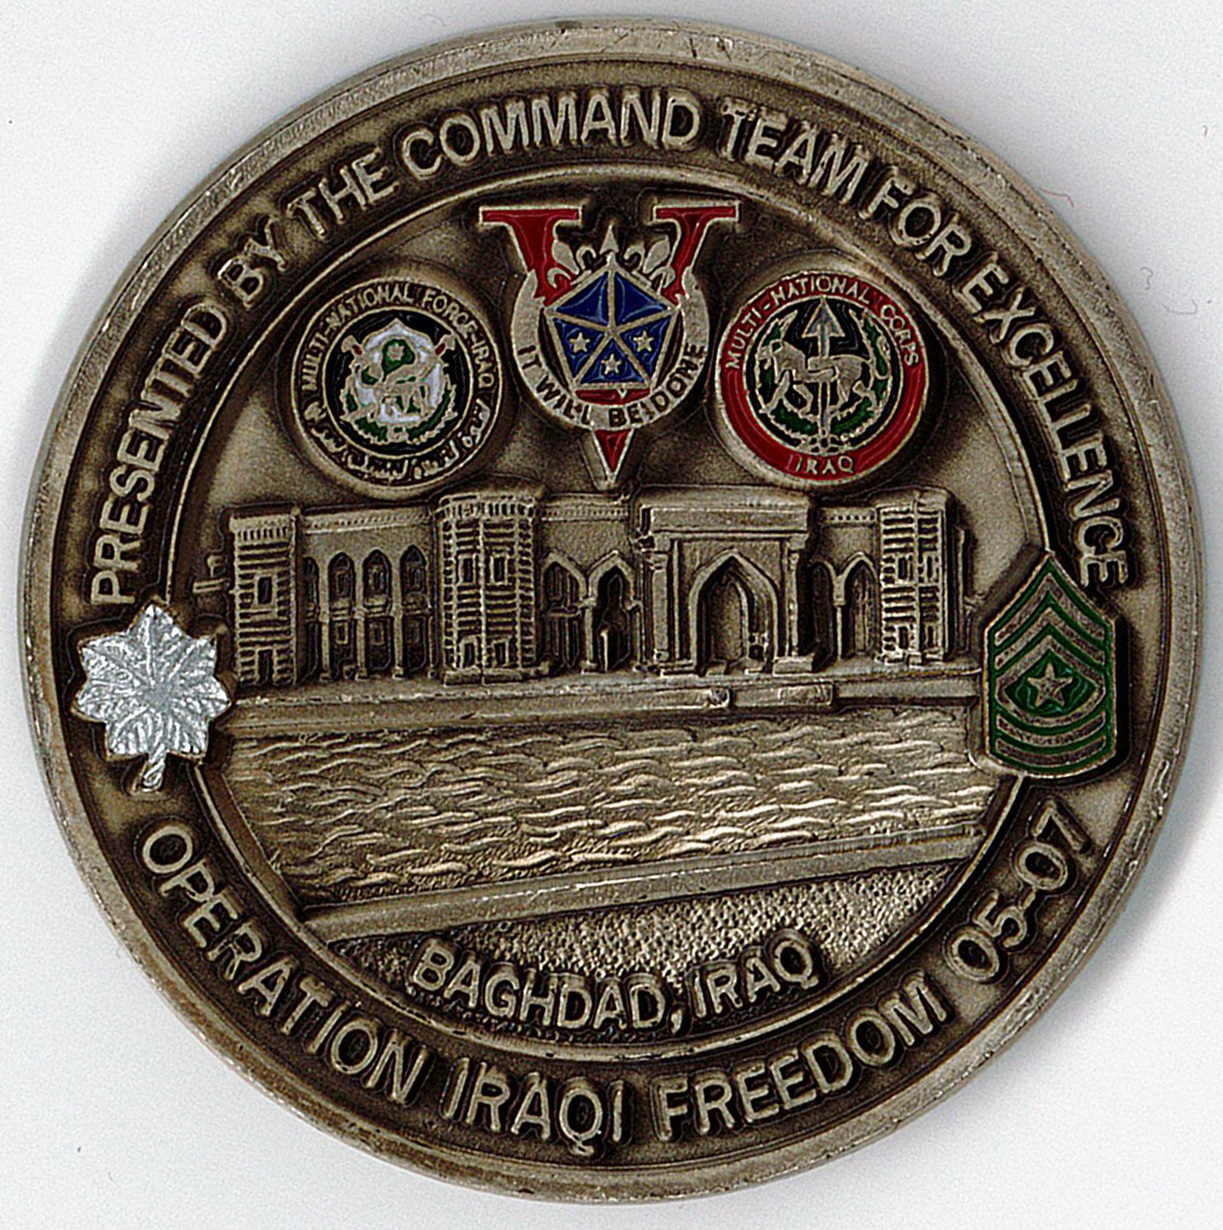 PRESENTED BY THE COMMAND TEAM FOR EXCELLENCE
V
MULTI-NATIONAL FORCE-IRAQ
IT WILL BE DONE
MULTI-NATIONAL CORPS
IRAQ
BAGHDAD, IRAQ
OPERATION IRAQI FREEDOM 05-07